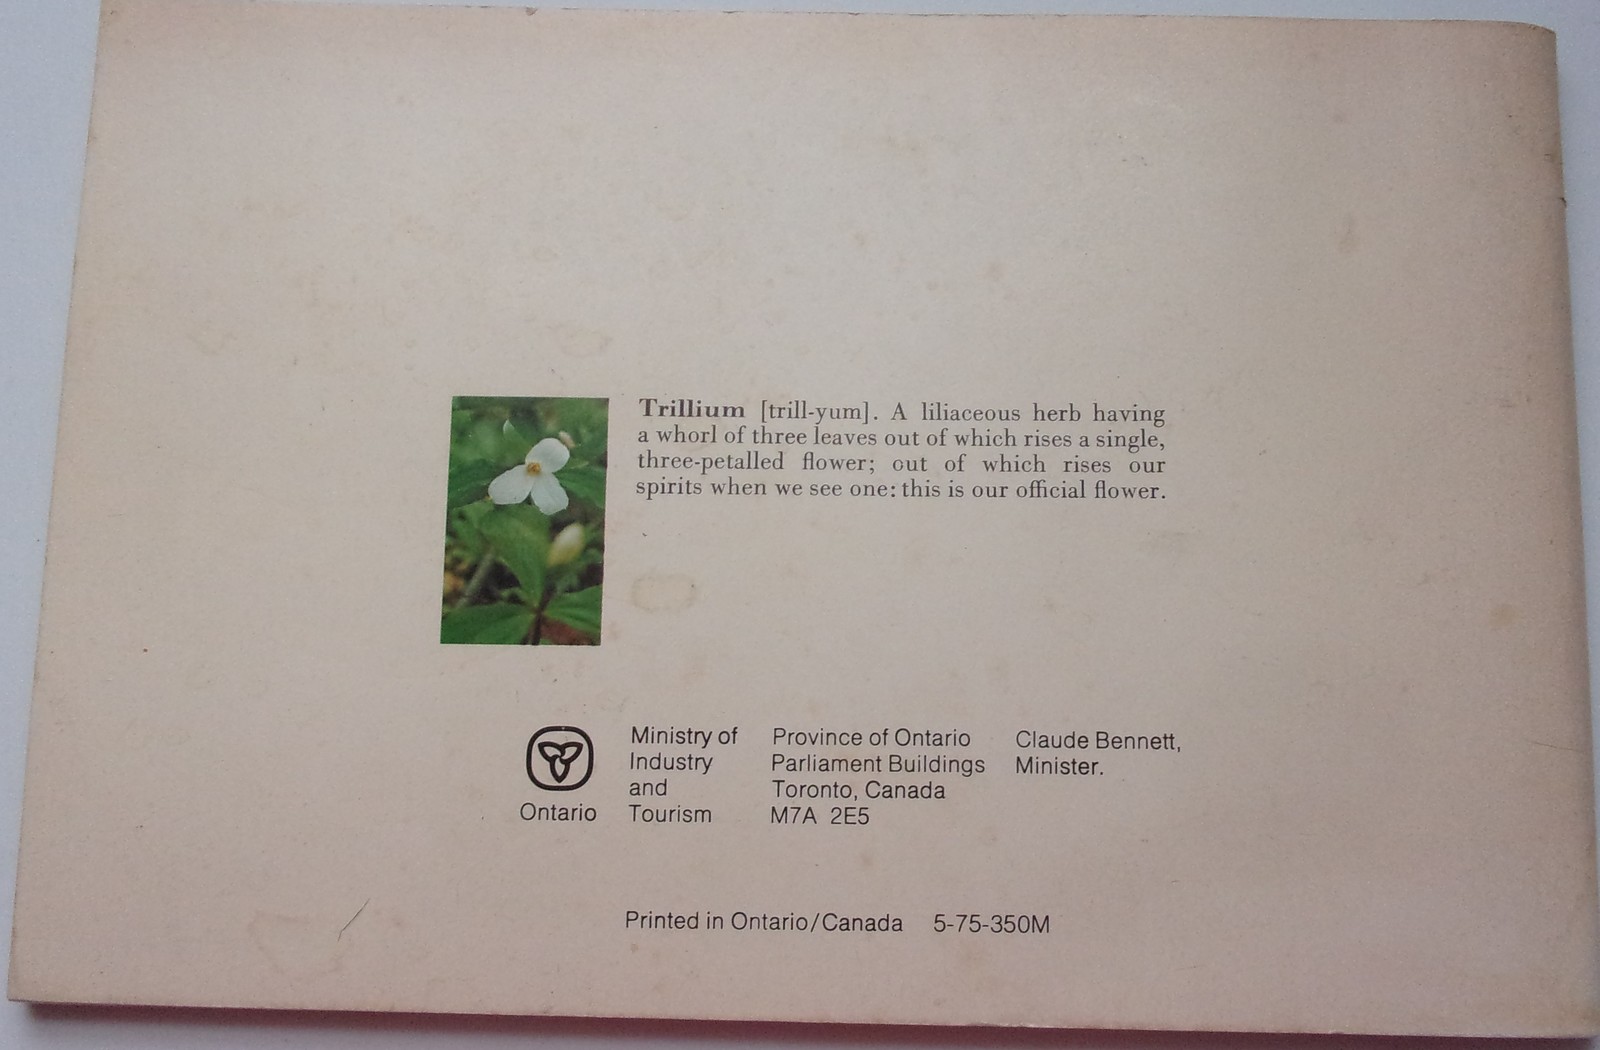 Trillium [trill-yum]. A liliaceous herb having
a whorl of three leaves out of which rises a single,
three-petalled flower; out of which rises our
spirits when we see one: this is our official flower.
Ontario
Ministry of
Industry
and
Tourism
Province of Ontario
Parliament Buildings
Toronto, Canada
M7A 2E5
Claude Bennett,
Minister.
Printed in Ontario/Canada 5-75-350M